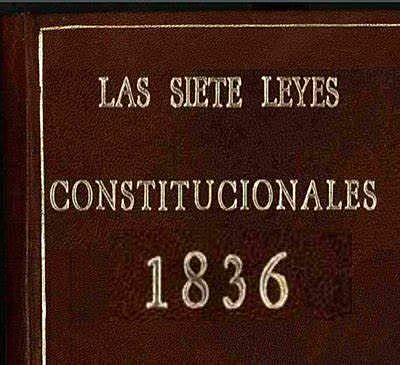 LAS SIETE LEYES
CONSTITUCIONALES
1836